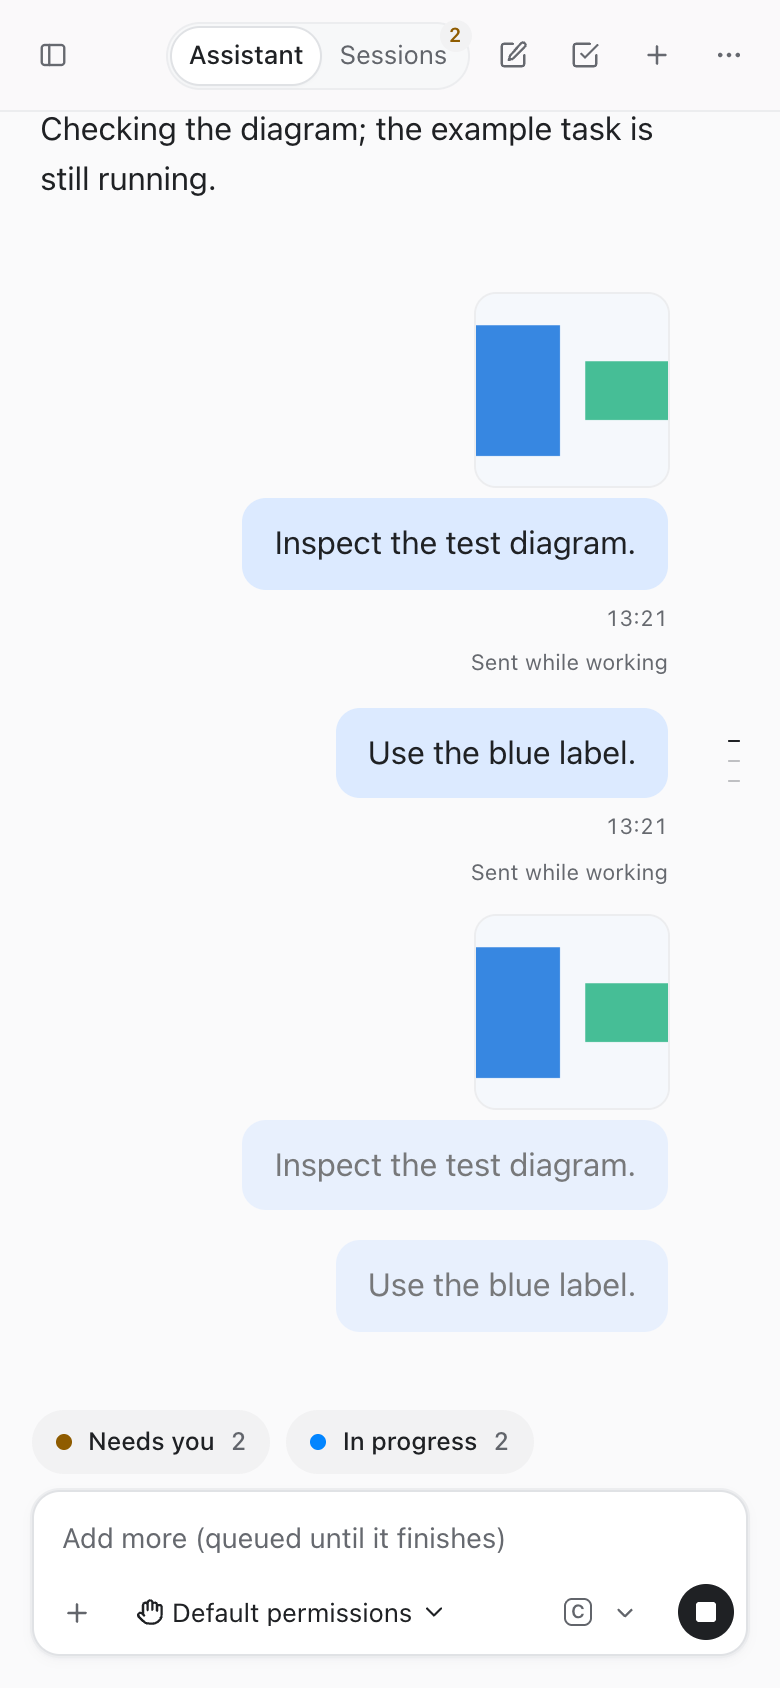 Assistant
Sessions
2
Checking the diagram; the example task is
still running.
Inspect the test diagram.
13:21
Sent while working
Use the blue label.
13:21
Sent while working
Inspect the test diagram.
Use the blue label.
Needs you 2
In progress 2
Add more (queued until it finishes)
Default permissions
C